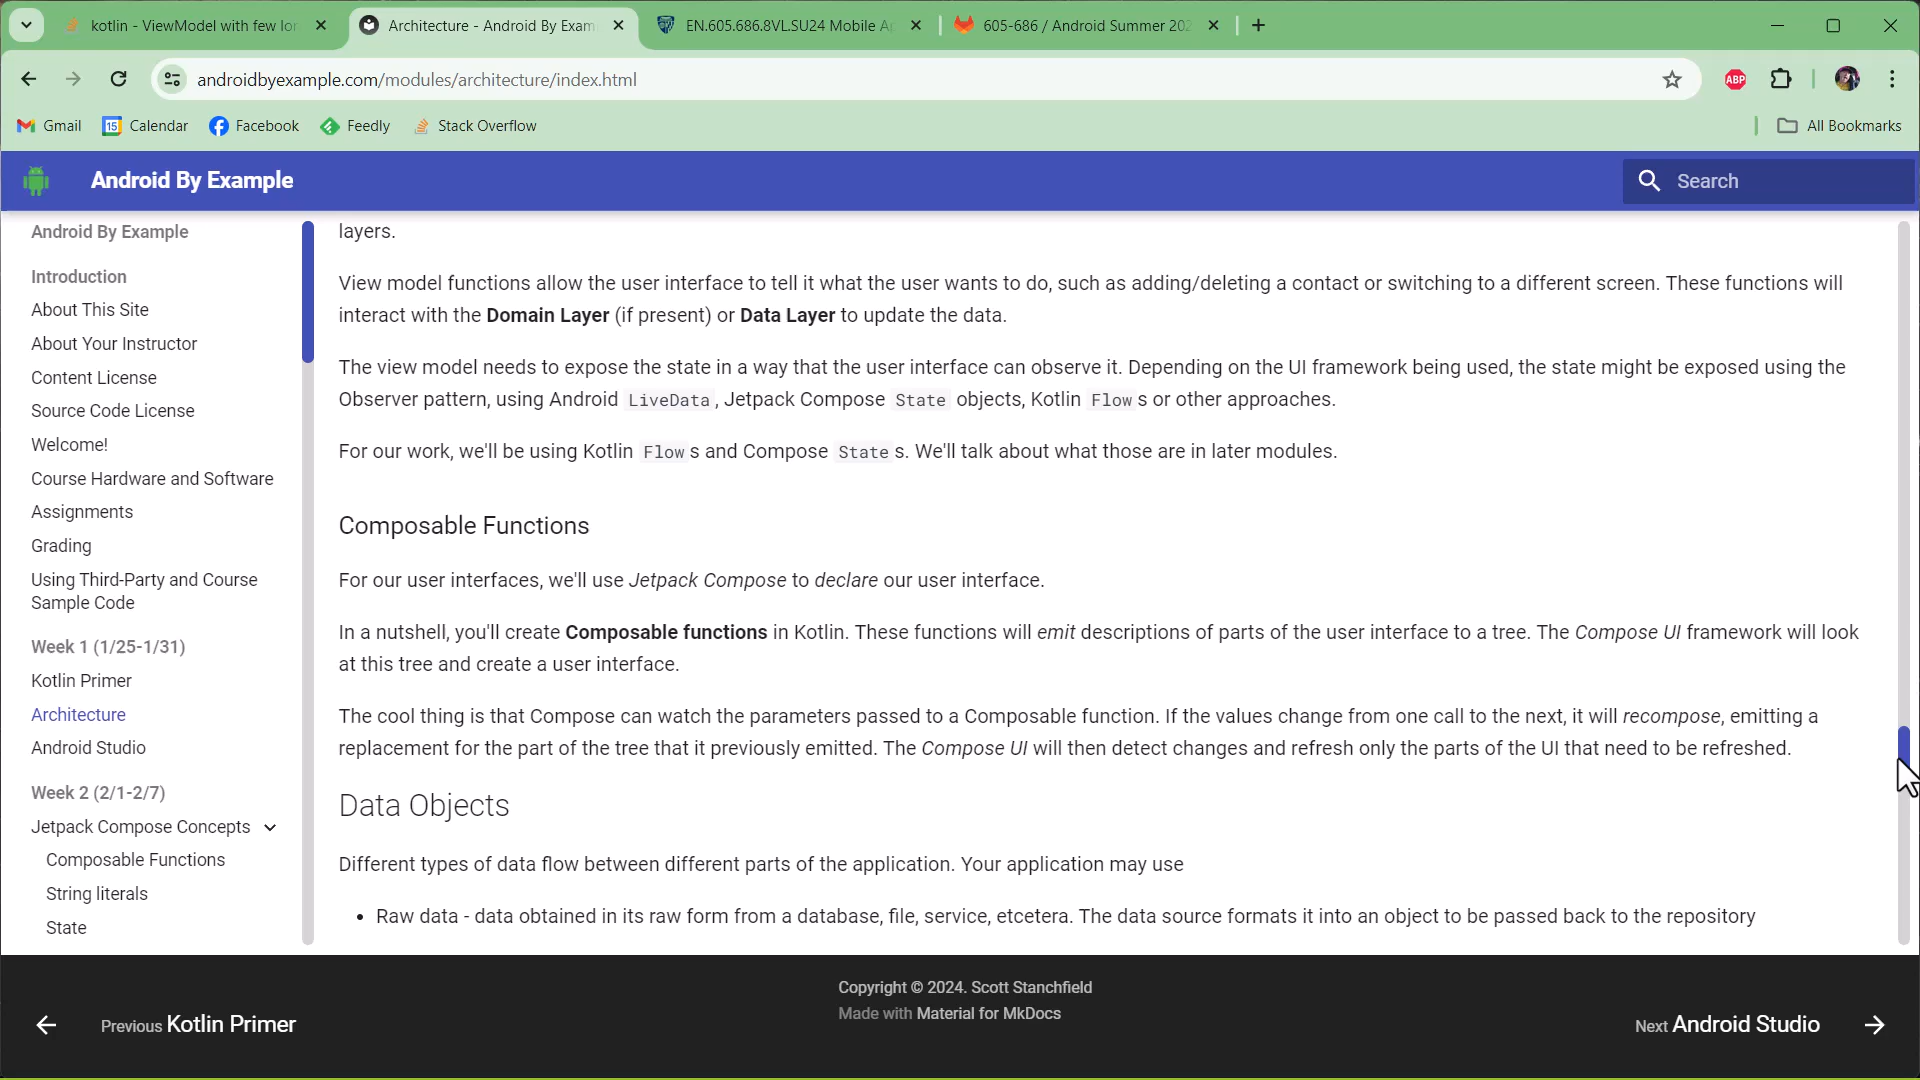 kotlin - ViewModel with few lon
Architecture - Android By Exam
EN.605.686.8VL.SU24 Mobile Ap
605-686 / Android Summer 202
androidbyexample.com/modules/architecture/index.html
ABP
Gmail
15
Calendar
Facebook
Feedly
Stack Overflow
All Bookmarks
Android By Example
Search
Android By Example
Introduction
About This Site
About Your Instructor
Content License
Source Code License
Welcome!
Course Hardware and Software
Assignments
Grading
Using Third-Party and Course
Sample Code
Week 1 (1/25-1/31)
Kotlin Primer
Architecture
Android Studio
Week 2 (2/1-2/7)
Jetpack Compose Concepts
Composable Functions
String literals
State
layers.
View model functions allow the user interface to tell it what the user wants to do, such as adding/deleting a contact or switching to a different screen. These functions will
interact with the Domain Layer (if present) or Data Layer to update the data.
The view model needs to expose the state in a way that the user interface can observe it. Depending on the UI framework being used, the state might be exposed using the
Observer pattern, using Android LiveData, Jetpack Compose State objects, Kotlin Flow s or other approaches.
For our work, we'll be using Kotlin Flow s and Compose State s. We'll talk about what those are in later modules.
Composable Functions
For our user interfaces, we'll use Jetpack Compose to declare our user interface.
In a nutshell, you'll create Composable functions in Kotlin. These functions will emit descriptions of parts of the user interface to a tree. The Compose UI framework will look
at this tree and create a user interface.
The cool thing is that Compose can watch the parameters passed to a Composable function. If the values change from one call to the next, it will recompose, emitting a
replacement for the part of the tree that it previously emitted. The Compose UI will then detect changes and refresh only the parts of the UI that need to be refreshed.
Data Objects
Different types of data flow between different parts of the application. Your application may use
• Raw data - data obtained in its raw form from a database, file, service, etcetera. The data source formats it into an object to be passed back to the repository
Copyright © 2024. Scott Stanchfield
Made with Material for MkDocs
Previous Kotlin Primer
Next Android Studio